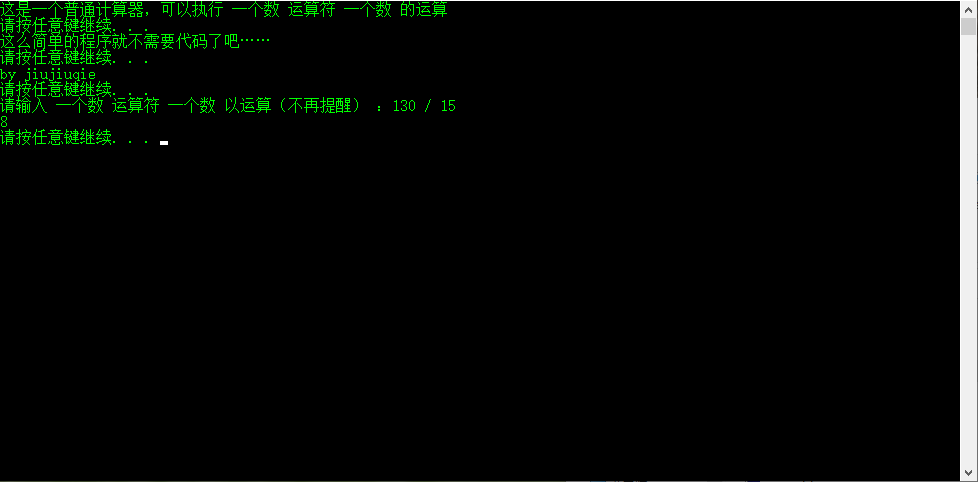 这是一个普通计算器，可以执行 一个数 运算符 一个数 的运算
请按任意键继续. . .
这么简单的程序就不需要代码了吧……
请按任意键继续. . .
by jiujiuqie
请按任意键继续. . .
请输入 一个数 运算符 一个数 以运算（不再提醒） ：130 / 15
8
请按任意键继续. . .